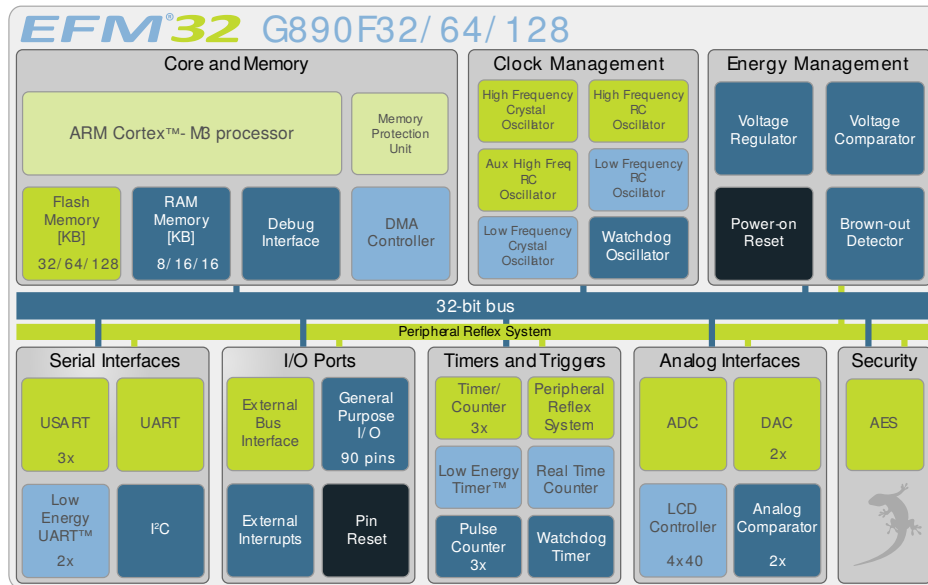 EFM®32 G890F32/64/128
Core and Memory
ARM Cortex™-M3 processor
Memory
Protection
Unit
Flash
Memory
[KB]
32/64/128
RAM
Memory
[KB]
8/16/16
Debug
Interface
DMA
Controller
Clock Management
High Frequency
Crystal
Oscillator
High Frequency
RC
Oscillator
Aux High Freq
RC
Oscillator
Low Frequency
RC
Oscillator
Low Frequency
Crystal
Oscillator
Watchdog
Oscillator
Energy Management
Voltage
Regulator
Voltage
Comparator
Power-on
Reset
Brown-out
Detector
32-bit bus
Peripheral Reflex System
Serial Interfaces
USART
3x
UART
Low
Energy
UART™
2x
I²C
I/O Ports
External
Bus
Interface
General
Purpose
I/O
90 pins
External
Interrupts
Pin
Reset
Timers and Triggers
Timer/
Counter
3x
Peripheral
Reflex
System
Low Energy
Timer™
Real Time
Counter
Pulse
Counter
3x
Watchdog
Timer
Analog Interfaces
ADC
DAC
2x
LCD
Controller
4x40
Analog
Comparator
2x
Security
AES